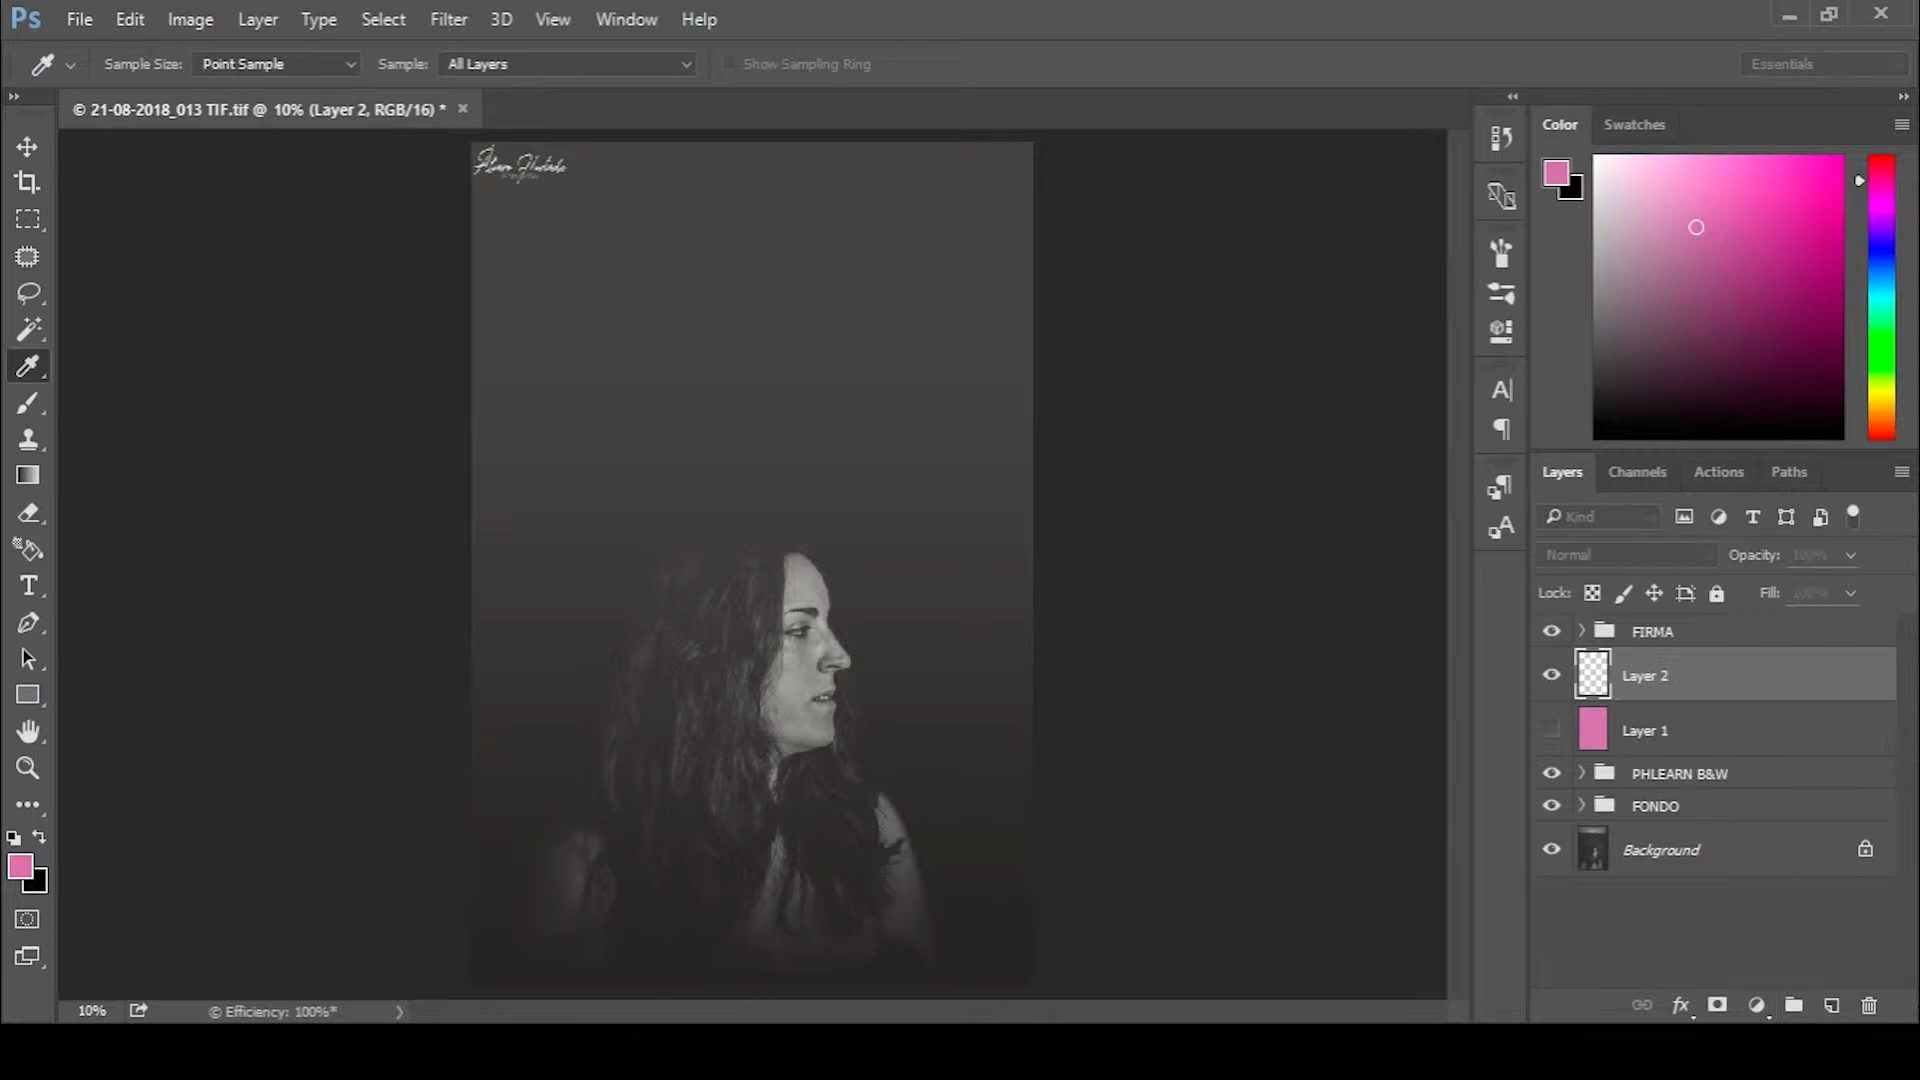 Ps File Edit Image Layer Type Select Filter 3D View Window Help
Sample Size: Point Sample Sample: All Layers Show Sampling Ring Essentials
© 21-08-2018_013 TIF.tif @ 10% (Layer 2, RGB/16) *
Color Swatches
Layers Channels Actions Paths
Kind
Normal Opacity: 100%
Lock: Fill: 100%
FIRMA
Layer 2
Layer 1
PHLEARN B&W
FONDO
Background
fx
10% © Efficiency: 100%*